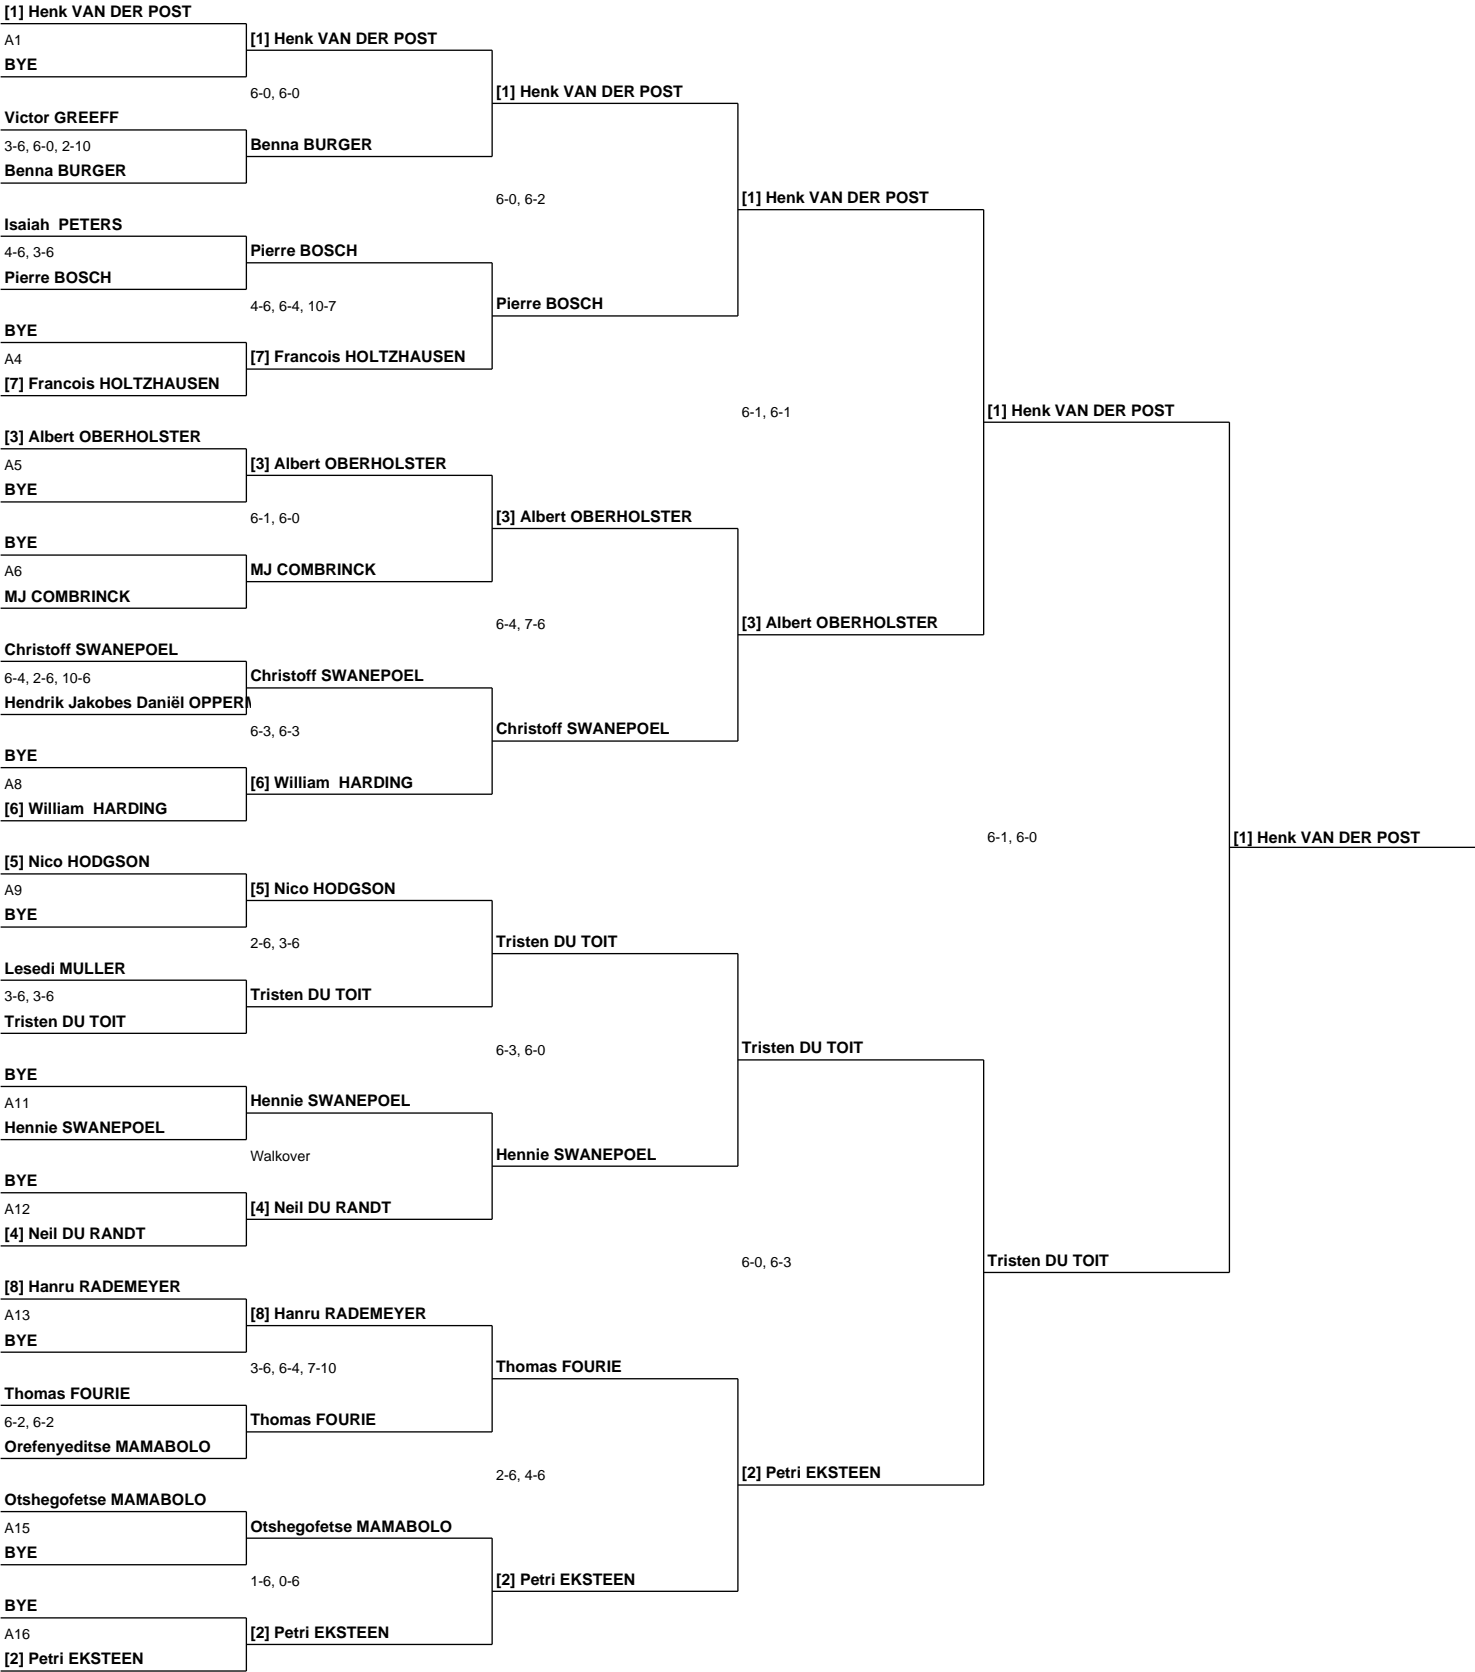 [1] Henk VAN DER POST
A1
BYE
Victor GREEFF
3-6, 6-0, 2-10
Benna BURGER
Isaiah  PETERS
4-6, 3-6
Pierre BOSCH
BYE
A4
[7] Francois HOLTZHAUSEN
[3] Albert OBERHOLSTER
A5
BYE
BYE
A6
MJ COMBRINCK
Christoff SWANEPOEL
6-4, 2-6, 10-6
Hendrik Jakobes Daniël OPPERM
BYE
A8
[6] William  HARDING
[5] Nico HODGSON
A9
BYE
Lesedi MULLER
3-6, 3-6
Tristen DU TOIT
BYE
A11
Hennie SWANEPOEL
BYE
A12
[4] Neil DU RANDT
[8] Hanru RADEMEYER
A13
BYE
Thomas FOURIE
6-2, 6-2
Orefenyeditse MAMABOLO
Otshegofetse MAMABOLO
A15
BYE
BYE
A16
[2] Petri EKSTEEN
[1] Henk VAN DER POST
6-0, 6-0
Benna BURGER
Pierre BOSCH
4-6, 6-4, 10-7
[7] Francois HOLTZHAUSEN
[3] Albert OBERHOLSTER
6-1, 6-0
MJ COMBRINCK
Christoff SWANEPOEL
6-3, 6-3
[6] William  HARDING
[5] Nico HODGSON
2-6, 3-6
Tristen DU TOIT
Hennie SWANEPOEL
Walkover
[4] Neil DU RANDT
[8] Hanru RADEMEYER
3-6, 6-4, 7-10
Thomas FOURIE
Otshegofetse MAMABOLO
1-6, 0-6
[2] Petri EKSTEEN
[1] Henk VAN DER POST
6-0, 6-2
Pierre BOSCH
[3] Albert OBERHOLSTER
6-4, 7-6
Christoff SWANEPOEL
Tristen DU TOIT
6-3, 6-0
Hennie SWANEPOEL
Thomas FOURIE
2-6, 4-6
[2] Petri EKSTEEN
[1] Henk VAN DER POST
6-1, 6-1
[3] Albert OBERHOLSTER
Tristen DU TOIT
6-0, 6-3
[2] Petri EKSTEEN
[1] Henk VAN DER POST
6-1, 6-0
Tristen DU TOIT
[1] Henk VAN DER POST